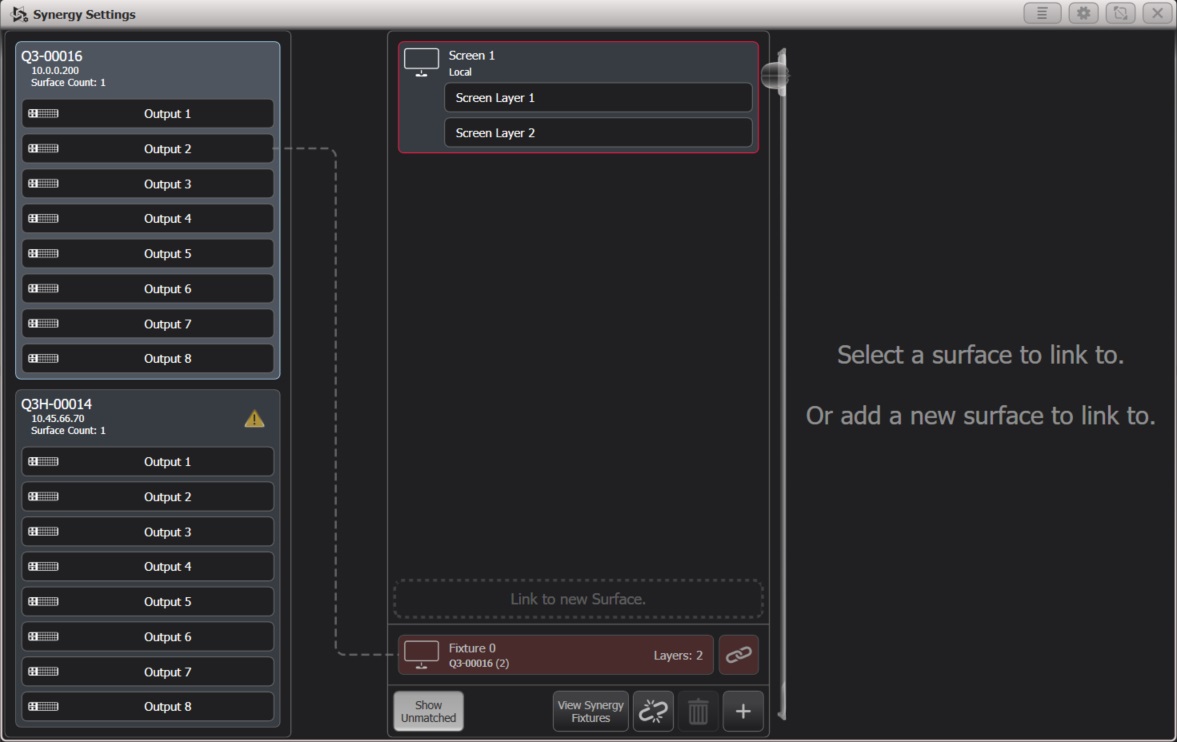 Synergy Settings
Q3-00016
10.0.0.200
Surface Count: 1
Output 1
Output 2
Output 3
Output 4
Output 5
Output 6
Output 7
Output 8
Q3H-00014
10.45.66.70
Surface Count: 1
Output 1
Output 2
Output 3
Output 4
Output 5
Output 6
Output 7
Output 8
Screen 1
Local
Screen Layer 1
Screen Layer 2
Link to new Surface.
Fixture 0
Q3-00016 (2)
Layers: 2
Show
Unmatched
View Synergy
Fixtures
Select a surface to link to.
Or add a new surface to link to.